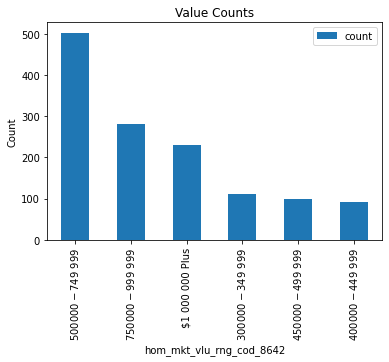 Value Counts
count
500
400
300
200
100
0
Count
500000 − 749 999
750000 − 999 999
$1 000 000 Plus
300000 − 349 999
450000 − 499 999
400000 − 449 999
hom_mkt_vlu_rng_cod_8642